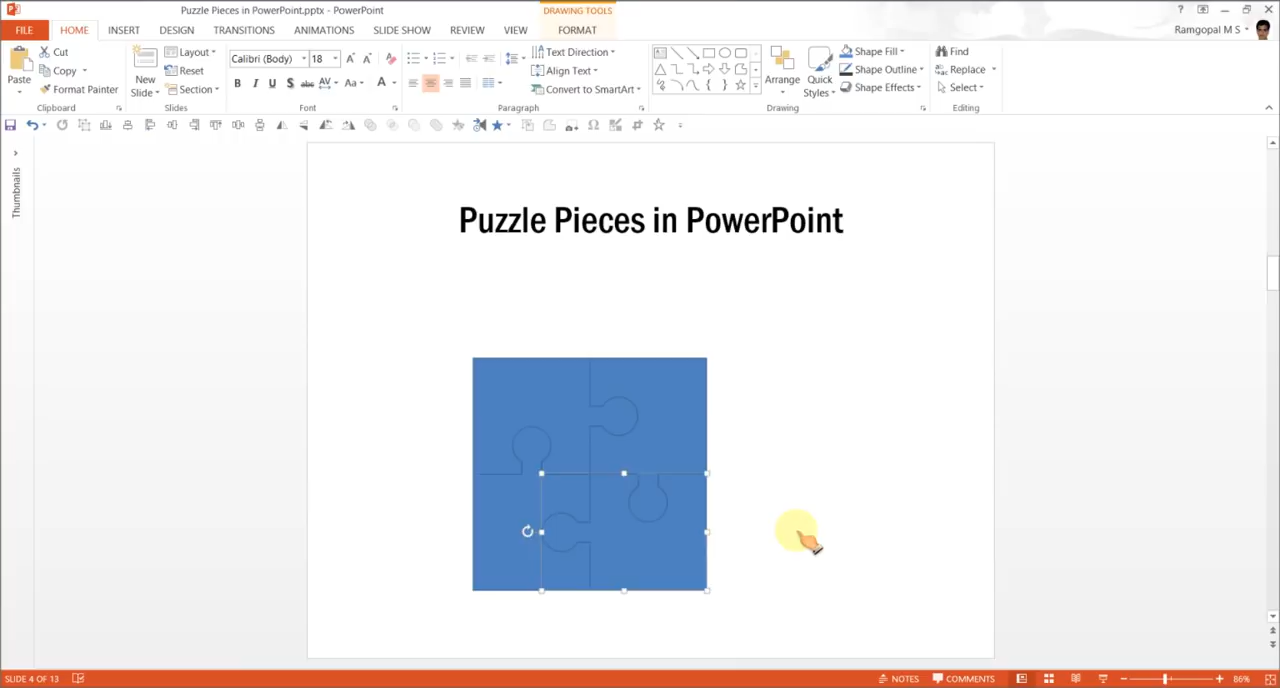 Puzzle Pieces in PowerPoint.pptx - PowerPoint
DRAWING TOOLS
?
FILE
HOME
INSERT
DESIGN
TRANSITIONS
ANIMATIONS
SLIDE SHOW
REVIEW
VIEW
FORMAT
Ramgopal M S
Paste
Cut
Copy
Format Painter
Clipboard
New
Slide
Layout
Reset
Section
Slides
Calibri (Body)
18
B I U S abc AV Aa A
Font
Text Direction
Align Text
Convert to SmartArt
Paragraph
Arrange
Quick
Styles
Shape Fill
Shape Outline
Shape Effects
Drawing
Find
Replace
Select
Editing
Thumbnails
Puzzle Pieces in PowerPoint
SLIDE 4 OF 13
NOTES
COMMENTS
86%